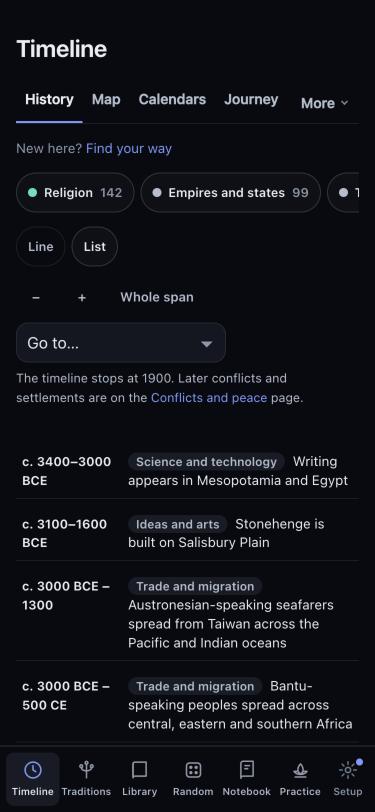 Timeline
History Map Calendars Journey More
New here? Find your way
Religion 142 Empires and states 99
Line List
− + Whole span
Go to...
The timeline stops at 1900. Later conflicts and
settlements are on the Conflicts and peace page.
c. 3400–3000 BCE
Science and technology Writing
appears in Mesopotamia and Egypt
c. 3100–1600 BCE
Ideas and arts Stonehenge is
built on Salisbury Plain
c. 3000 BCE –
1300
Trade and migration
Austronesian-speaking seafarers
spread from Taiwan across the
Pacific and Indian oceans
c. 3000 BCE –
500 CE
Trade and migration Bantu-
speaking peoples spread across
central, eastern and southern Africa
Timeline Traditions Library Random Notebook Practice Setup